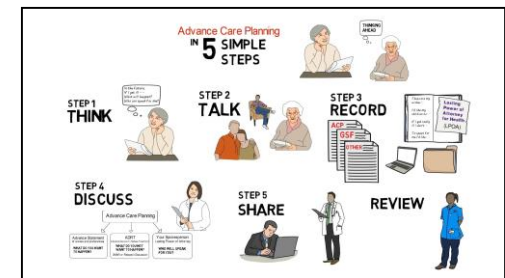 Advance Care Planning
IN 5 SIMPLE
STEPS
THINKING
AHEAD
STEP 1
THINK
STEP 2
TALK
STEP 3
RECORD
ACP
GSF
OTHER
Lasting
Power of
Attorney
for Health
(LPOA)
STEP 4
DISCUSS
Advance Care Planning
Advance Statement
WHAT DO YOU WANT
TO HAPPEN?
ADRT
WHAT DO YOU NOT
WANT TO HAPPEN?
Your Spokesperson
Lasting Power of Attorney
WHO WILL SPEAK
FOR YOU?
STEP 5
SHARE
REVIEW